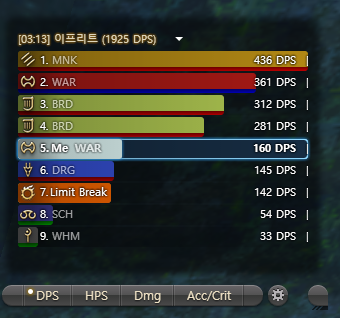 [03:13] 이프리트 (1925 DPS)
1. MNK 436 DPS
2. WAR 361 DPS
3. BRD 312 DPS
4. BRD 281 DPS
5. Me WAR 160 DPS
6. DRG 145 DPS
7. Limit Break 142 DPS
8. SCH 54 DPS
9. WHM 33 DPS
DPS HPS Dmg Acc/Crit